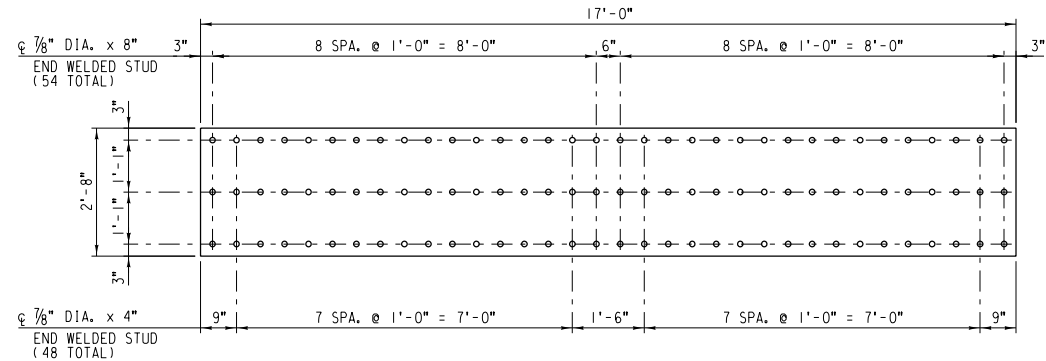 17'-0"
℄ 7/8" DIA. x 8"
END WELDED STUD
(54 TOTAL)
3"
8 SPA. @ 1'-0" = 8'-0"
6"
8 SPA. @ 1'-0" = 8'-0"
3"
3"
1'-1"
2'-8"
1'-1"
3"
℄ 7/8" DIA. x 4"
END WELDED STUD
(48 TOTAL)
9"
7 SPA. @ 1'-0" = 7'-0"
1'-6"
7 SPA. @ 1'-0" = 7'-0"
9"